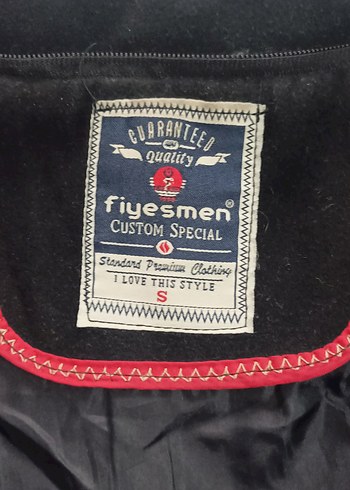 GUARANTEED
Quality
fiyesmen®
CUSTOM SPECIAL
Standard Premium Clothing
I LOVE THIS STYLE
S